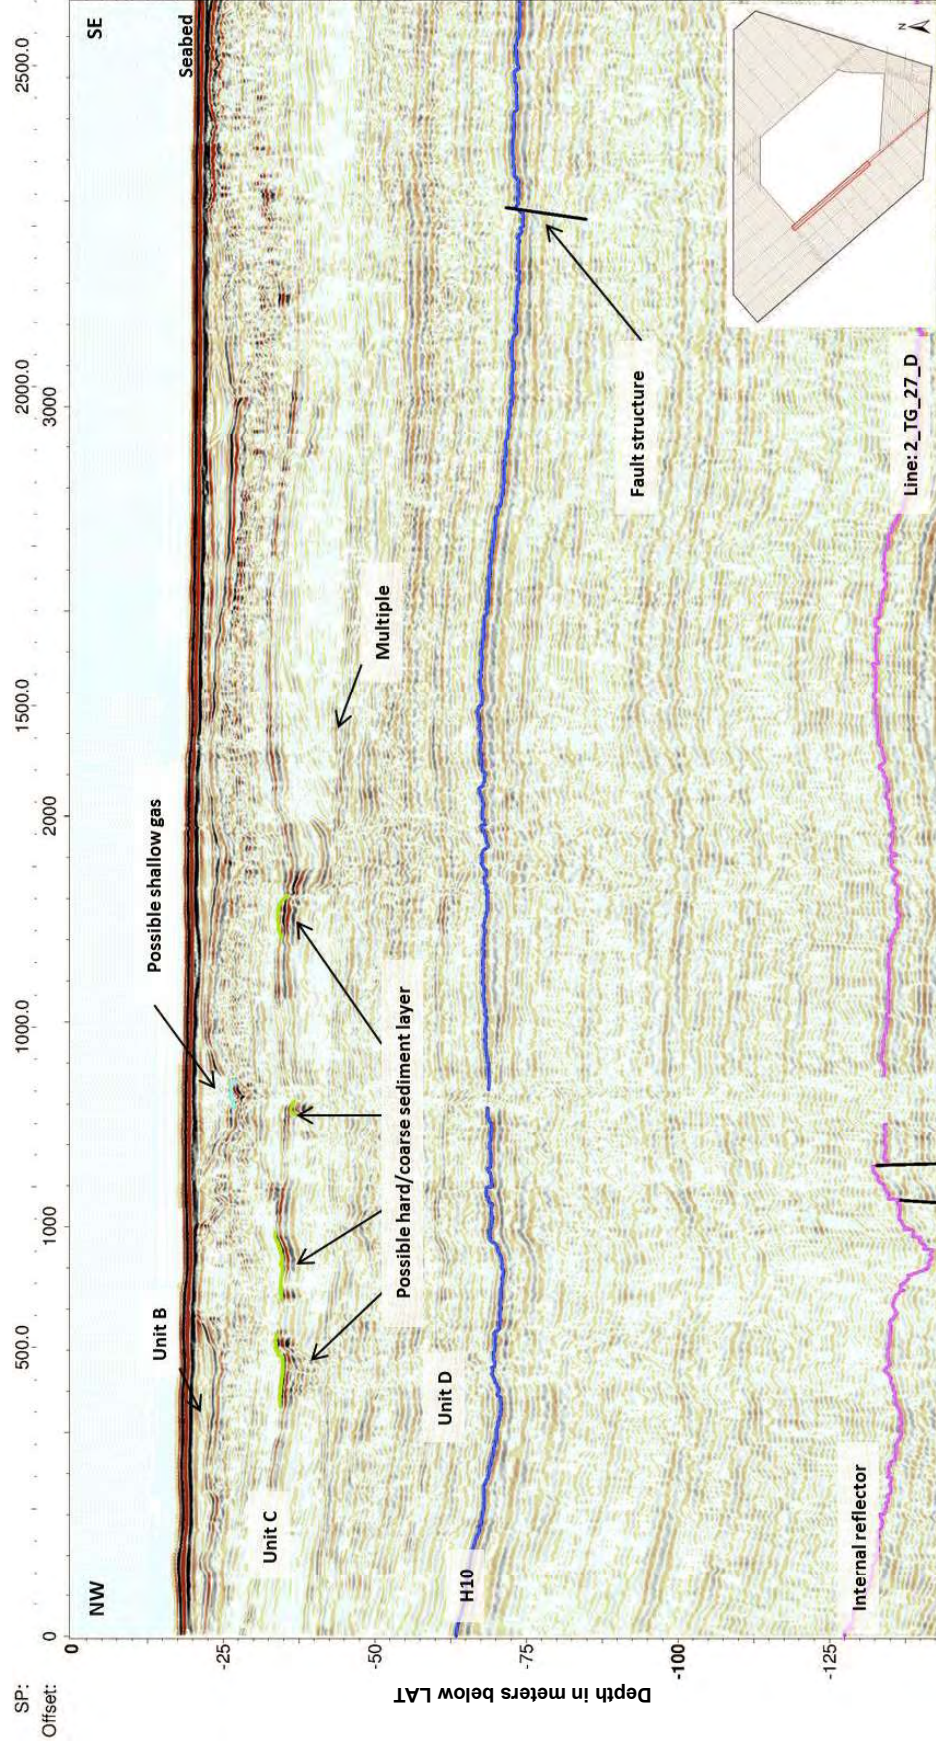 SP: 500.0 1000.0 1500.0 2000.0 2500.0
Offset: 0 1000 2000 3000
NW
SE
Seabed
Possible shallow gas
Unit B
Unit C
Multiple
Possible hard/coarse sediment layer
Unit D
H10
Fault structure
Internal reflector
Line: 2_TG_27_D
N
0
-25
-50
-75
-100
-125
Depth in meters below LAT